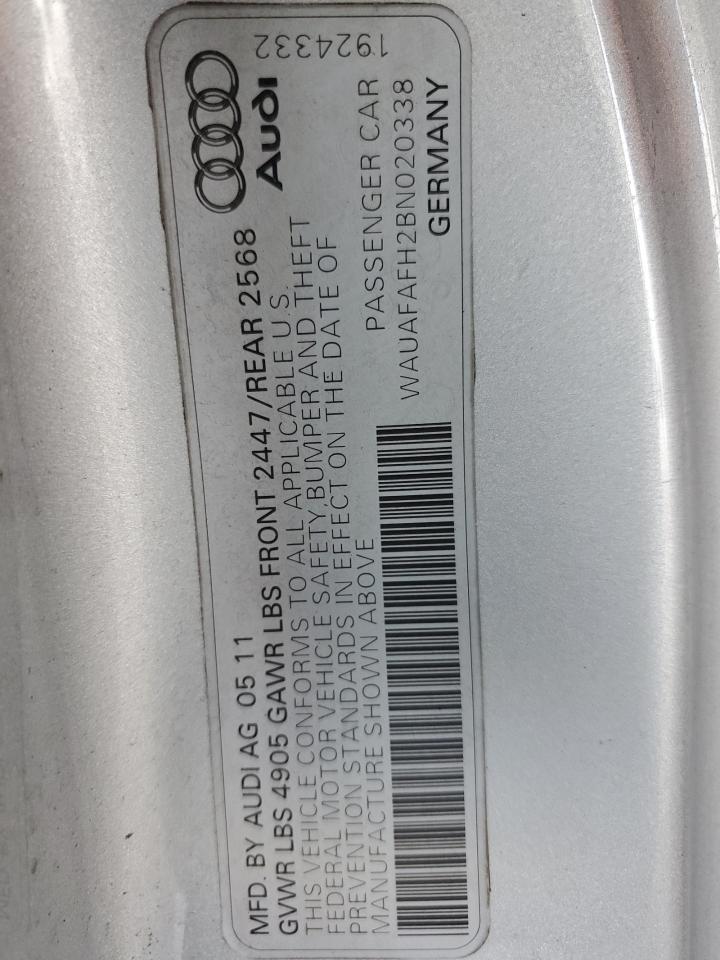 MFD. BY AUDI AG 05 11
GVWR LBS 4905 GAWR LBS FRONT 2447/REAR 2568
THIS VEHICLE CONFORMS TO ALL APPLICABLE U.S.
FEDERAL MOTOR VEHICLE SAFETY,BUMPER AND THEFT
PREVENTION STANDARDS IN EFFECT ON THE DATE OF
MANUFACTURE SHOWN ABOVE
PASSENGER CAR
WAUAFAFH2BN020338
GERMANY
Audi
1924332